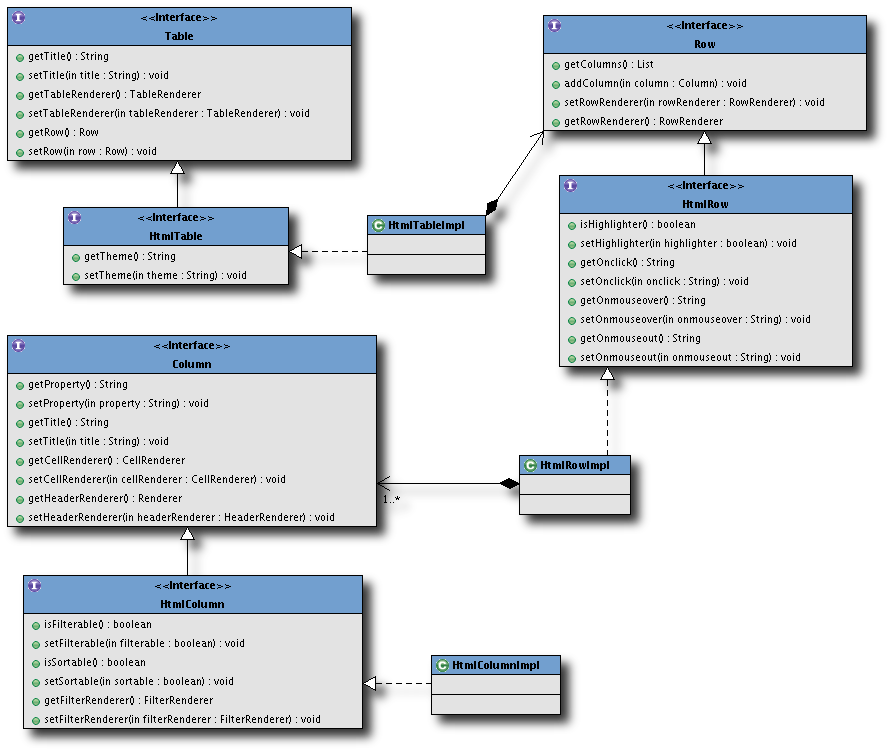 I
<<Interface>>
Table
getTitle() : String
setTitle(in title : String) : void
getTableRenderer() : TableRenderer
setTableRenderer(in tableRenderer : TableRenderer) : void
getRow() : Row
setRow(in row : Row) : void
I
<<Interface>>
Row
getColumns() : List
addColumn(in column : Column) : void
setRowRenderer(in rowRenderer : RowRenderer) : void
getRowRenderer() : RowRenderer
I
<<Interface>>
HtmlTable
getTheme() : String
setTheme(in theme : String) : void
C HtmlTableImpl
I
<<Interface>>
HtmlRow
isHighlighter() : boolean
setHighlighter(in highlighter : boolean) : void
getOnclick() : String
setOnclick(in onclick : String) : void
getOnmouseover() : String
setOnmouseover(in onmouseover : String) : void
getOnmouseout() : String
setOnmouseout(in onmouseout : String) : void
I
<<Interface>>
Column
getProperty() : String
setProperty(in property : String) : void
getTitle() : String
setTitle(in title : String) : void
getCellRenderer() : CellRenderer
setCellRenderer(in cellRenderer : CellRenderer) : void
getHeaderRenderer() : Renderer
setHeaderRenderer(in headerRenderer : HeaderRenderer) : void
1..*
C HtmlRowImpl
I
<<Interface>>
HtmlColumn
isFilterable() : boolean
setFilterable(in filterable : boolean) : void
isSortable() : boolean
setSortable(in sortable : boolean) : void
getFilterRenderer() : FilterRenderer
setFilterRenderer(in filterRenderer : FilterRenderer) : void
C HtmlColumnImpl